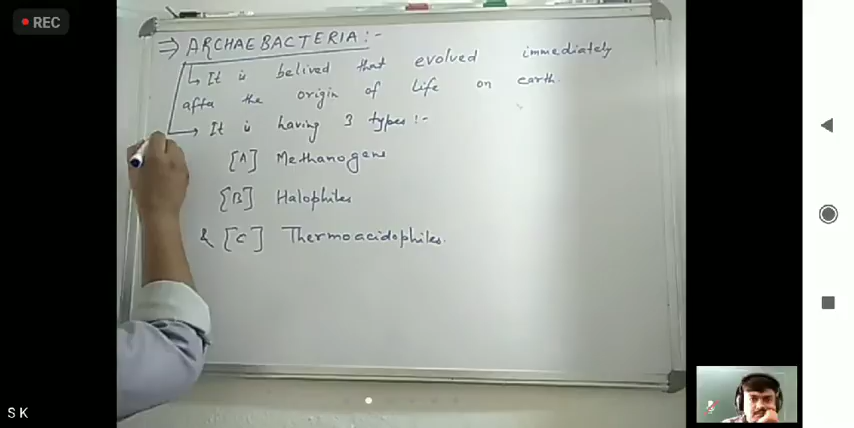 REC
⇒ ARCHAEBACTERIA:-
↳ It is belived that evolved immediately
after the origin of life on earth.
→ It is having 3 types:-
[A] Methanogens
[B] Halophiles
& [C] Thermoacidophiles.
S K